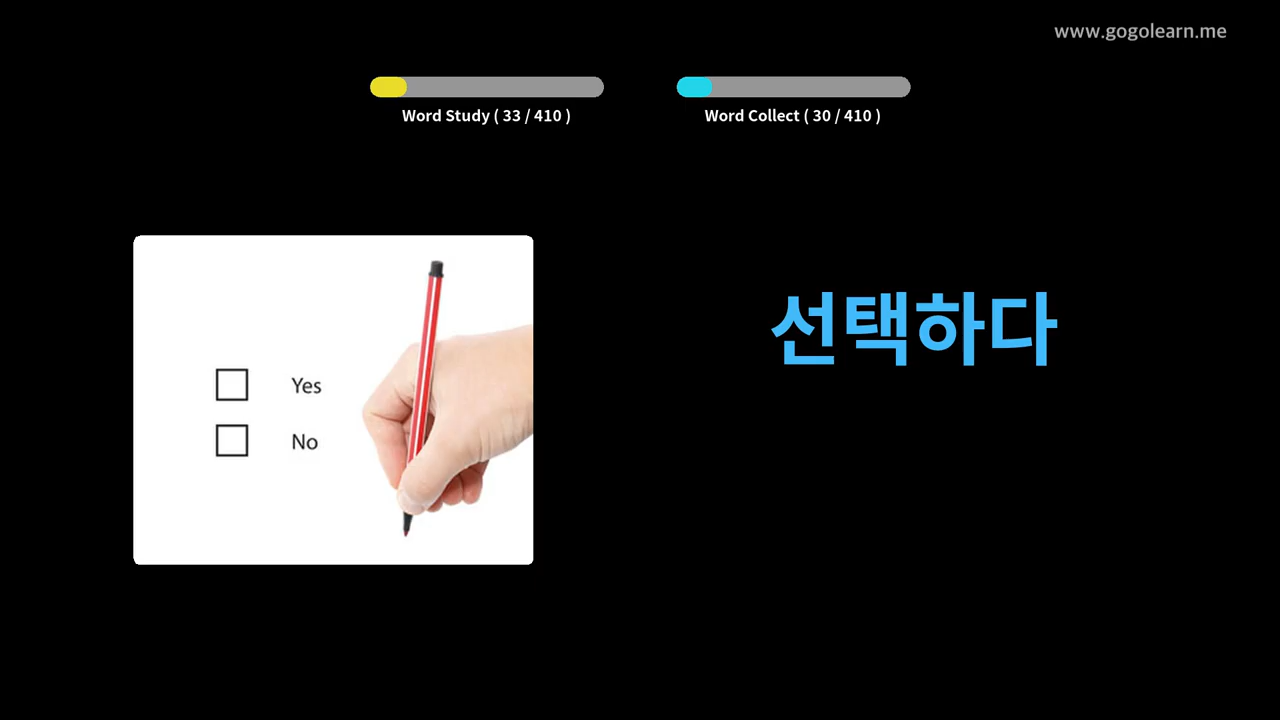 www.gogolearn.me
Word Study ( 33 / 410 )
Word Collect ( 30 / 410 )
Yes
No
선택하다